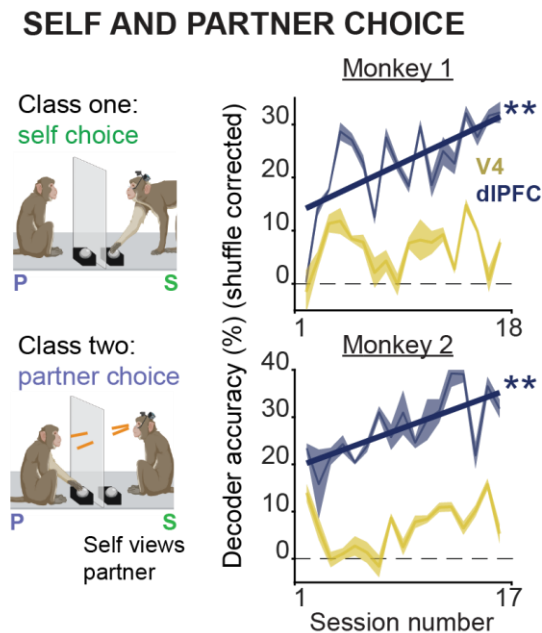 SELF AND PARTNER CHOICE
Class one:
self choice
P
S
Class two:
partner choice
P
S
Self views
partner
Decoder accuracy (%) (shuffle corrected)
Monkey 1
30
20
10
0
**
V4
dlPFC
1
18
Monkey 2
40
30
20
10
0
**
1
17
Session number